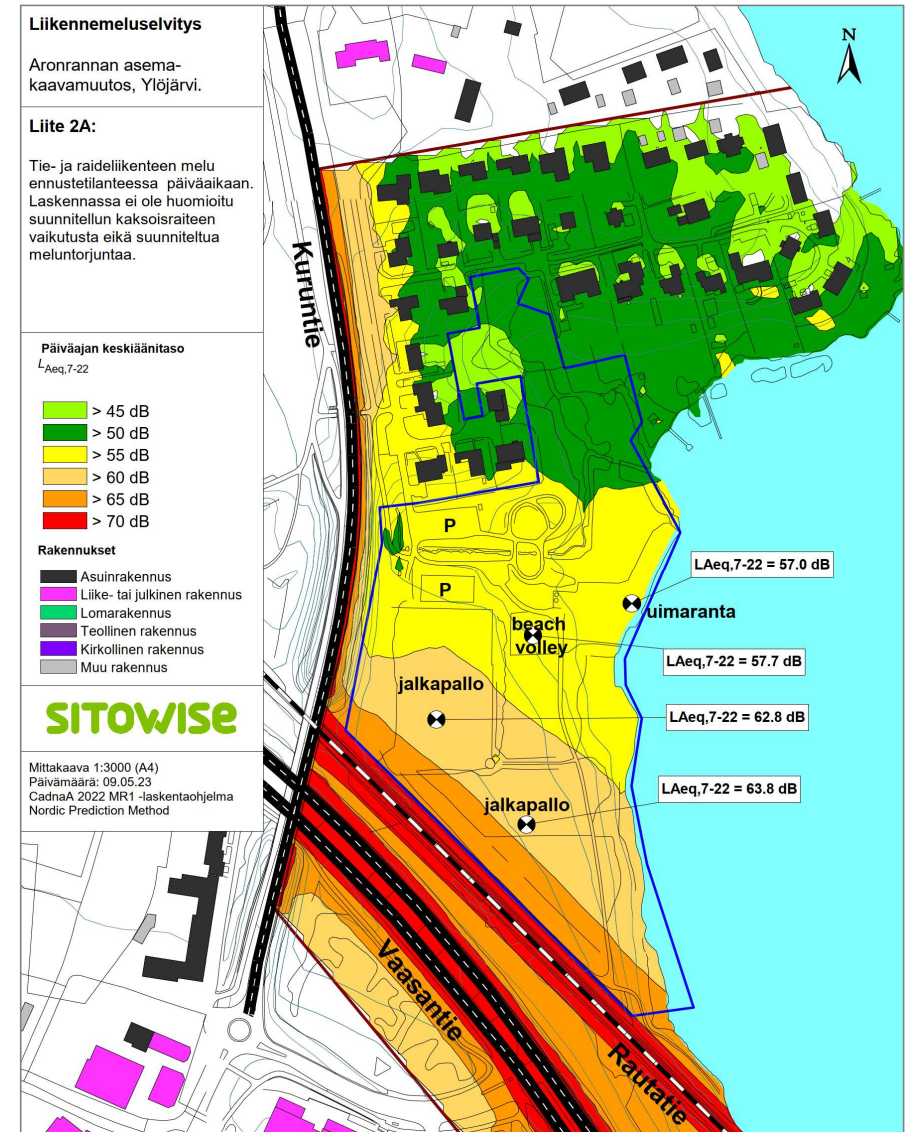 Liikennemeluselvitys
Aronrannan asema-
kaavamuutos, Ylöjärvi.
Liite 2A:
Tie- ja raideliikenteen melu
ennustetilanteessa päiväaikaan.
Laskennassa ei ole huomioitu
suunnitellun kaksoisraiteen
vaikutusta eikä suunniteltua
meluntorjuntaa.
Päiväajan keskiäänitaso
LAeq,7-22
> 45 dB
> 50 dB
> 55 dB
> 60 dB
> 65 dB
> 70 dB
Rakennukset
Asuinrakennus
Liike- tai julkinen rakennus
Lomarakennus
Teollinen rakennus
Kirkollinen rakennus
Muu rakennus
SITOWISE
Mittakaava 1:3000 (A4)
Päivämäärä: 09.05.23
CadnaA 2022 MR1 -laskentaohjelma
Nordic Prediction Method
N
Kuruntie
P
P
LAeq,7-22 = 57.0 dB
uimaranta
beach
volley
LAeq,7-22 = 57.7 dB
jalkapallo
LAeq,7-22 = 62.8 dB
LAeq,7-22 = 63.8 dB
jalkapallo
Vaasantie
Rautatie